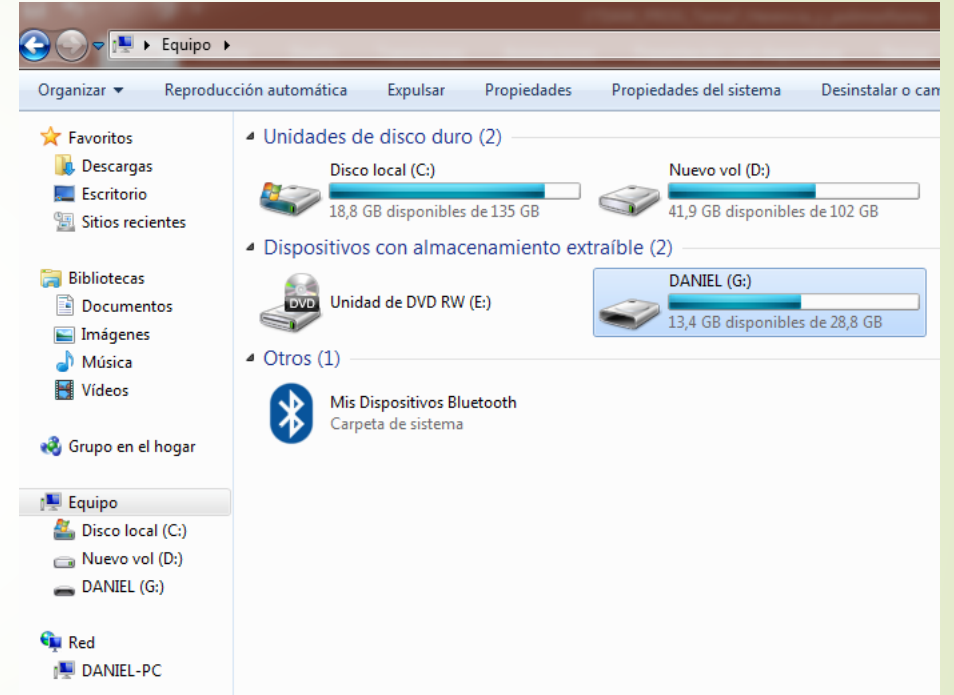 Equipo
Organizar
Reproducción automática
Expulsar
Propiedades
Propiedades del sistema
Desinstalar o cam
Favoritos
Descargas
Escritorio
Sitios recientes
Bibliotecas
Documentos
Imágenes
Música
Vídeos
Grupo en el hogar
Equipo
Disco local (C:)
Nuevo vol (D:)
DANIEL (G:)
Red
DANIEL-PC
Unidades de disco duro (2)
Disco local (C:)
18,8 GB disponibles de 135 GB
Nuevo vol (D:)
41,9 GB disponibles de 102 GB
Dispositivos con almacenamiento extraíble (2)
DVD
Unidad de DVD RW (E:)
DANIEL (G:)
13,4 GB disponibles de 28,8 GB
Otros (1)
Mis Dispositivos Bluetooth
Carpeta de sistema